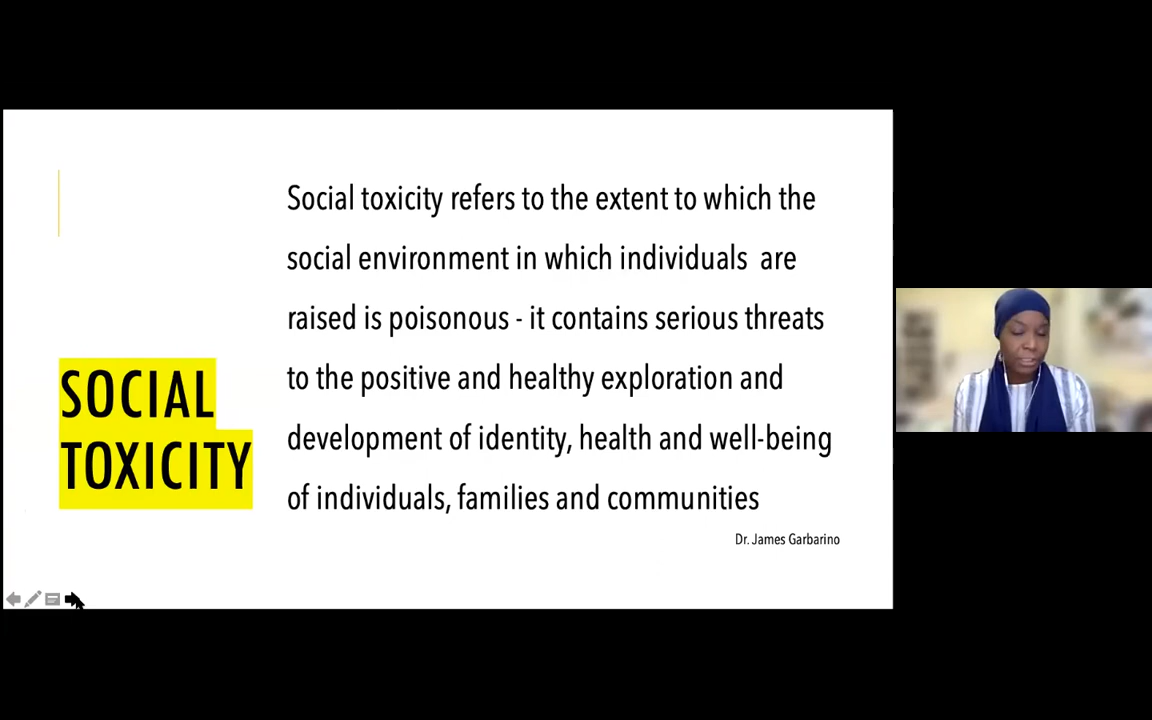 SOCIAL
TOXICITY
Social toxicity refers to the extent to which the
social environment in which individuals are
raised is poisonous - it contains serious threats
to the positive and healthy exploration and
development of identity, health and well-being
of individuals, families and communities
Dr. James Garbarino